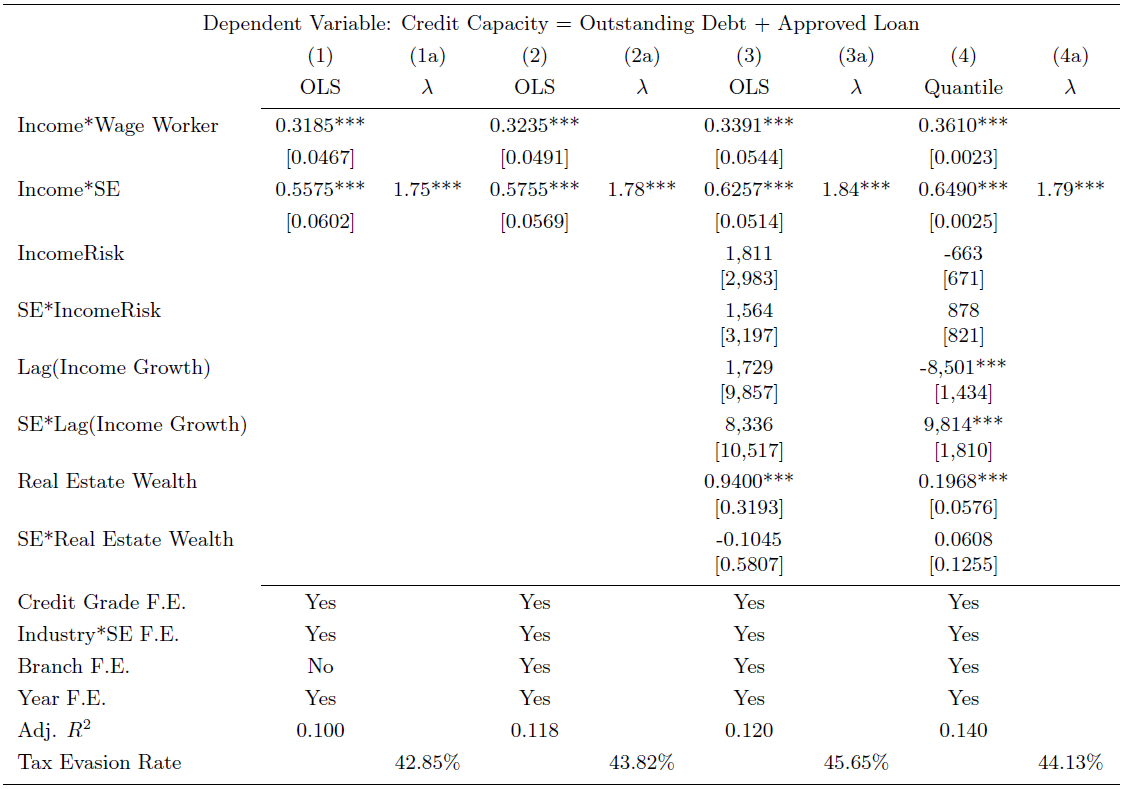 Dependent Variable: Credit Capacity = Outstanding Debt + Approved Loan
(1) (1a) (2) (2a) (3) (3a) (4) (4a)
OLS λ OLS λ OLS λ Quantile λ
Income*Wage Worker 0.3185*** 0.3235*** 0.3391*** 0.3610***
[0.0467] [0.0491] [0.0544] [0.0023]
Income*SE 0.5575*** 1.75*** 0.5755*** 1.78*** 0.6257*** 1.84*** 0.6490*** 1.79***
[0.0602] [0.0569] [0.0514] [0.0025]
IncomeRisk 1,811 -663
[2,983] [671]
SE*IncomeRisk 1,564 878
[3,197] [821]
Lag(Income Growth) 1,729 -8,501***
[9,857] [1,434]
SE*Lag(Income Growth) 8,336 9,814***
[10,517] [1,810]
Real Estate Wealth 0.9400*** 0.1968***
[0.3193] [0.0576]
SE*Real Estate Wealth -0.1045 0.0608
[0.5807] [0.1255]
Credit Grade F.E. Yes Yes Yes Yes
Industry*SE F.E. Yes Yes Yes Yes
Branch F.E. No Yes Yes Yes
Year F.E. Yes Yes Yes Yes
Adj. R² 0.100 0.118 0.120 0.140
Tax Evasion Rate 42.85% 43.82% 45.65% 44.13%